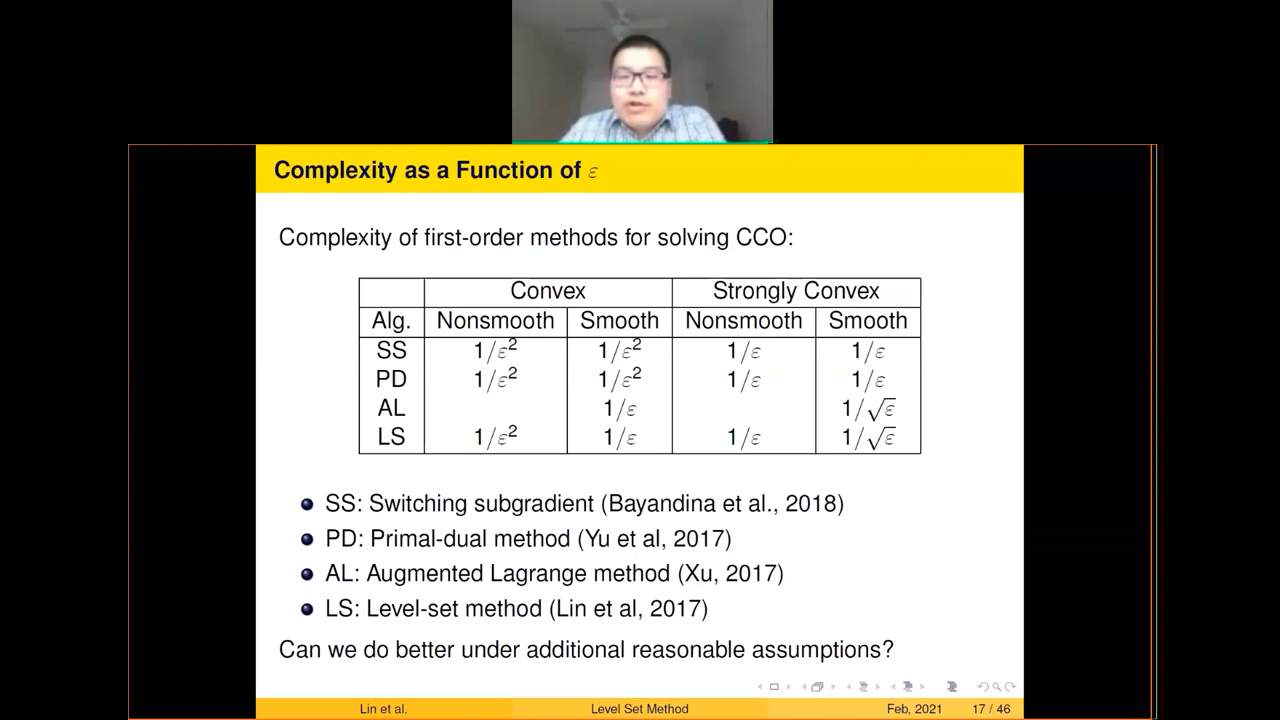 Complexity as a Function of ε
Complexity of first-order methods for solving CCO:
Convex Strongly Convex
Alg. Nonsmooth Smooth Nonsmooth Smooth
SS 1/ε² 1/ε² 1/ε 1/ε
PD 1/ε² 1/ε² 1/ε 1/ε
AL 1/ε 1/√ε
LS 1/ε² 1/ε 1/ε 1/√ε
SS: Switching subgradient (Bayandina et al., 2018)
PD: Primal-dual method (Yu et al, 2017)
AL: Augmented Lagrange method (Xu, 2017)
LS: Level-set method (Lin et al, 2017)
Can we do better under additional reasonable assumptions?
Lin et al. Level Set Method Feb, 2021 17 / 46